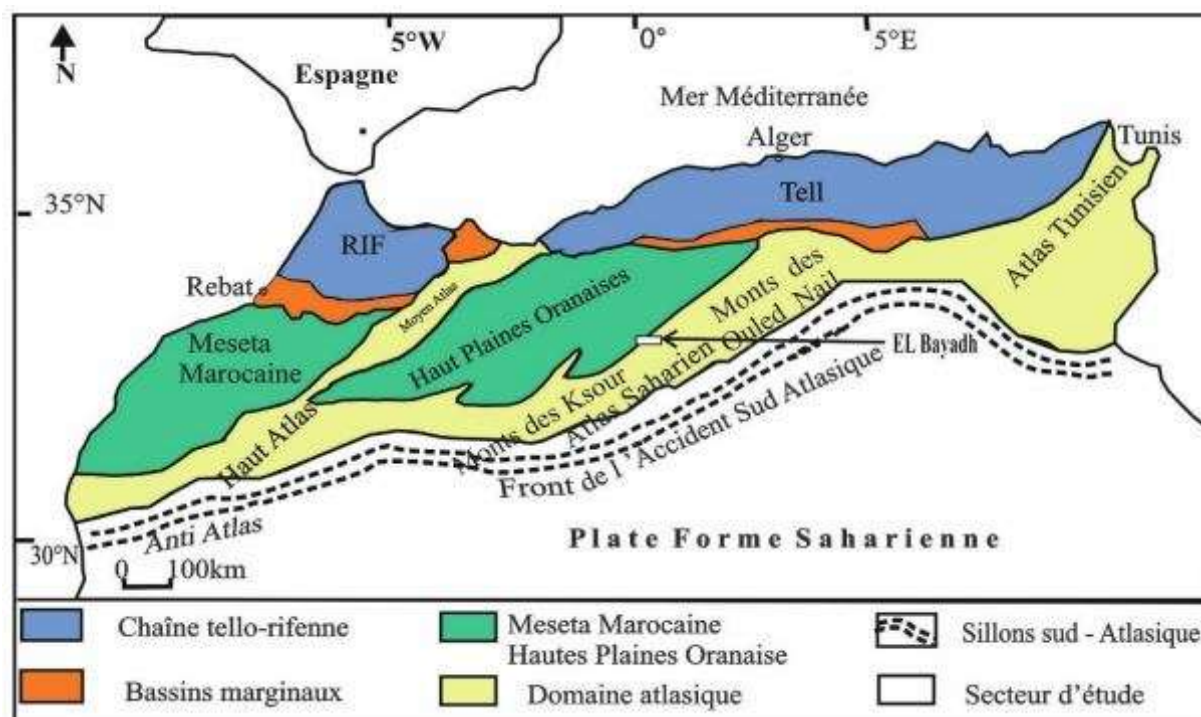 5°W
0°
5°E
N
Espagne
Mer Méditerranée
Alger
Tunis
35°N
Tell
RIF
Atlas Tunisien
Rebat
Moyen Atlas
Haut Plaines Oranaises
Monts des
Ouled Nail
Meseta
Marocaine
EL Bayadh
Haut Atlas
Monts des Ksour
Atlas Saharien
Front de l'Accident Sud Atlasique
Anti Atlas
Plate Forme Saharienne
30°N
0 100km
Chaîne tello-rifenne
Meseta Marocaine
Hautes Plaines Oranaise
Sillons sud - Atlasique
Bassins marginaux
Domaine atlasique
Secteur d'étude